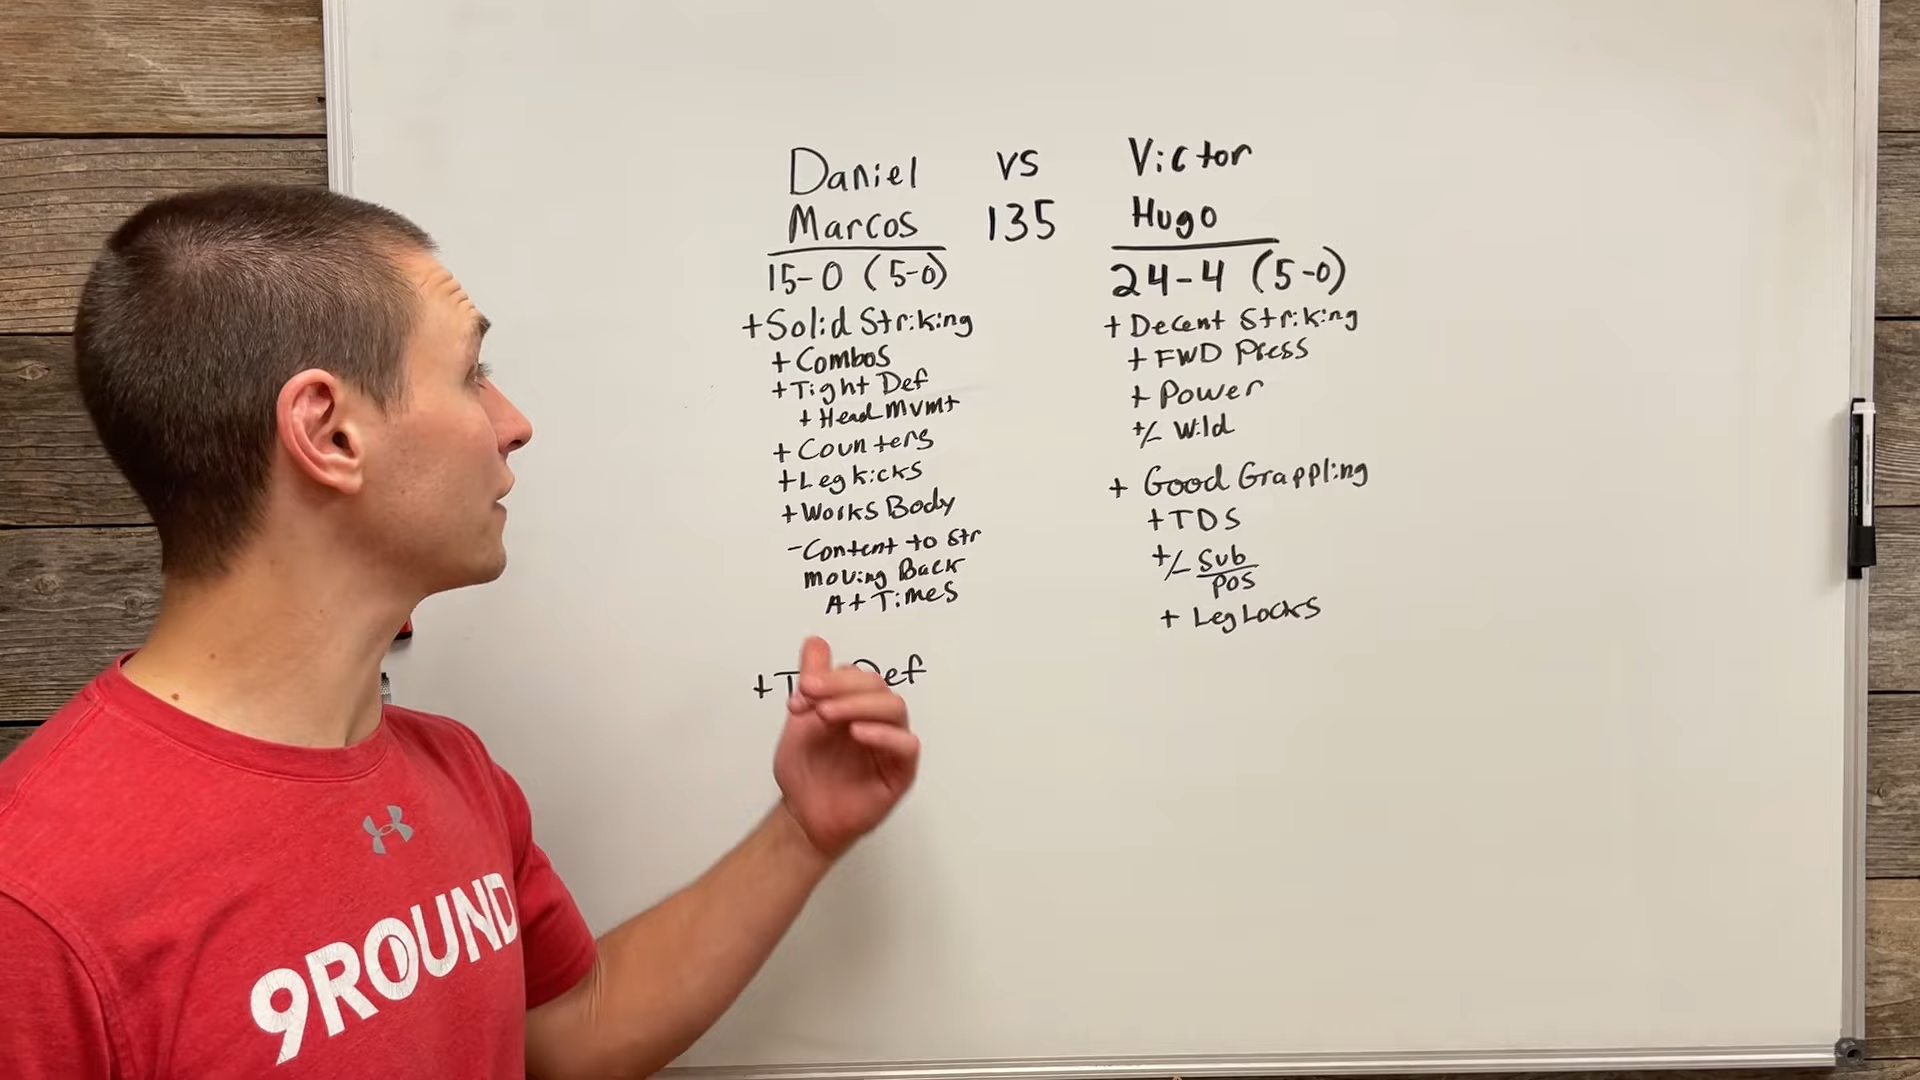 Daniel
Marcos
vs
135
Victor
Hugo
15-0 (5-0)
+ Solid Striking
+ Combos
+ Tight Def
+ Head Mvmt
+ Counters
+ Leg kicks
+ Works Body
- Content to Str
Moving Back
At Times
Def
24-4 (5-0)
+ Decent Striking
+ FWD Press
+ Power
+/- Wild
+ Good Grappling
+ TDS
+/- Sub
Pos
+ Leg Locks
9ROUND